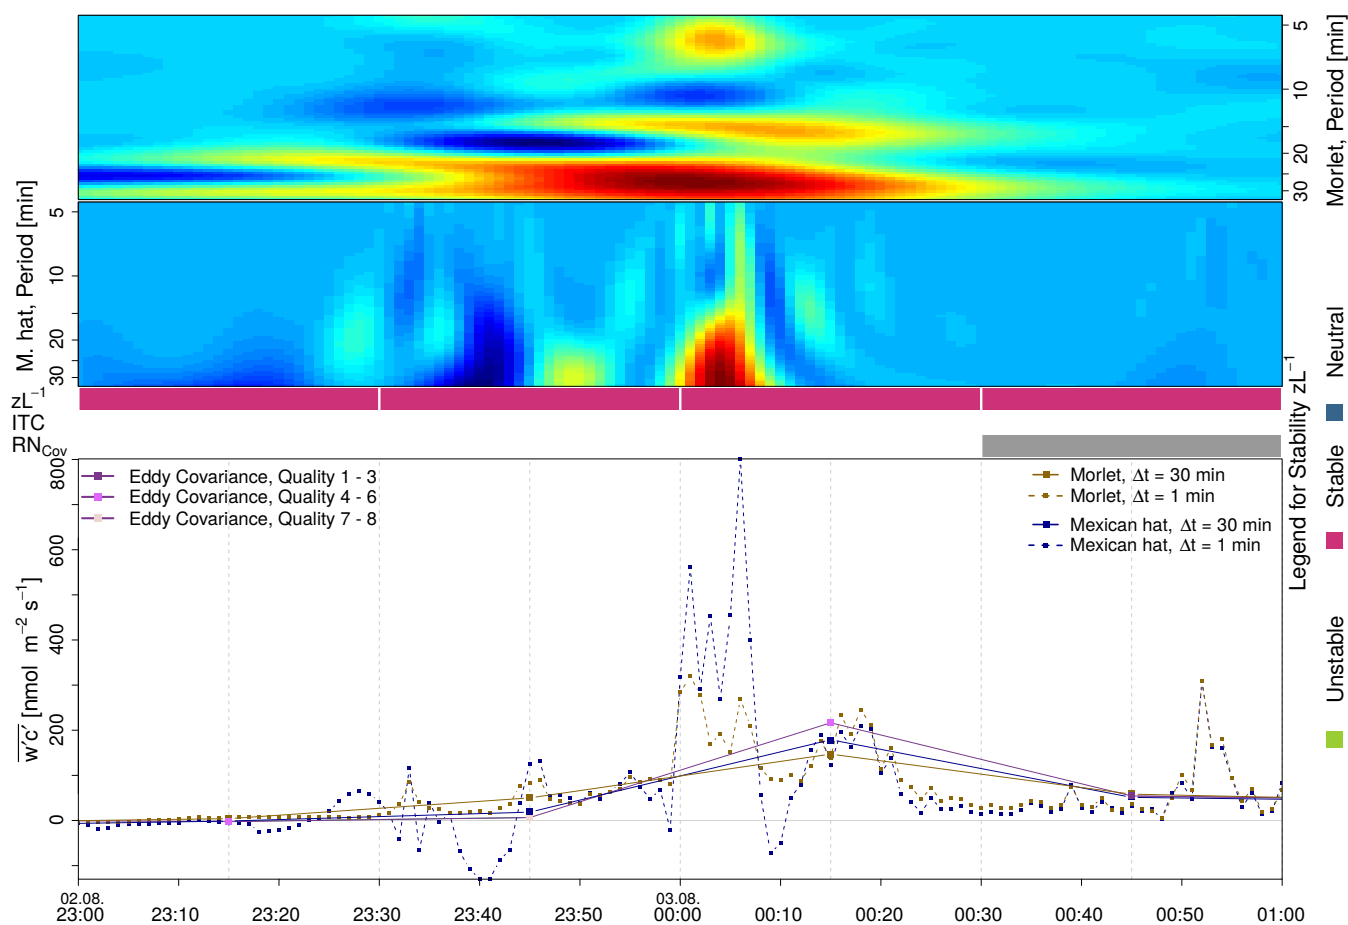 5
10
20
30
Morlet, Period [min]
5
10
20
30
M. hat, Period [min]
zL⁻¹
ITC
RN_Cov
Legend for Stability zL⁻¹
Neutral
Stable
Unstable
Eddy Covariance, Quality 1 - 3
Eddy Covariance, Quality 4 - 6
Eddy Covariance, Quality 7 - 8
Morlet, Δt = 30 min
Morlet, Δt = 1 min
Mexican hat, Δt = 30 min
Mexican hat, Δt = 1 min
800
600
400
200
0
w′c′ [nmol m⁻² s⁻¹]
02.08. 03.08.
23:00 23:10 23:20 23:30 23:40 23:50 00:00 00:10 00:20 00:30 00:40 00:50 01:00